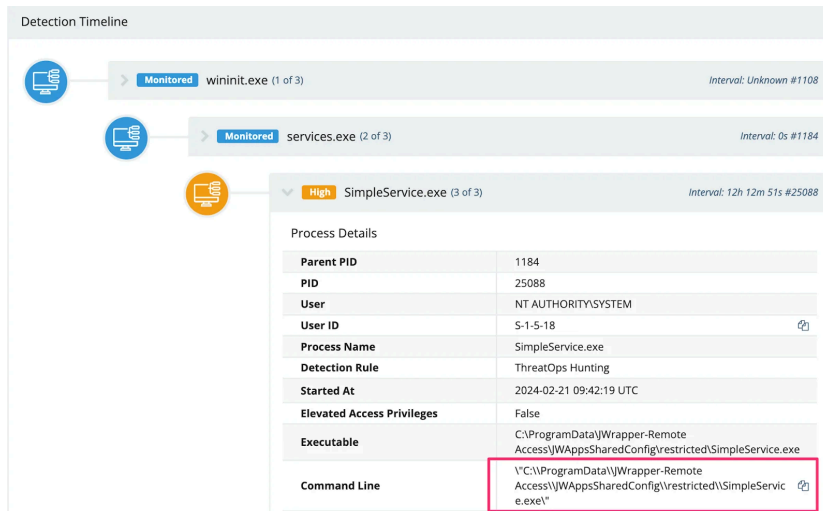 Detection Timeline
Monitored wininit.exe (1 of 3) Interval: Unknown #1108
Monitored services.exe (2 of 3) Interval: 0s #1184
High SimpleService.exe (3 of 3) Interval: 12h 12m 51s #25088
Process Details
Parent PID 1184
PID 25088
User NT AUTHORITY\SYSTEM
User ID S-1-5-18
Process Name SimpleService.exe
Detection Rule ThreatOps Hunting
Started At 2024-02-21 09:42:19 UTC
Elevated Access Privileges False
Executable C:\ProgramData\JWrapper-Remote
Access\JWAppsSharedConfig\restricted\SimpleService.exe
Command Line \"C:\\ProgramData\\JWrapper-Remote
Access\\JWAppsSharedConfig\\restricted\\SimpleServic
e.exe\"